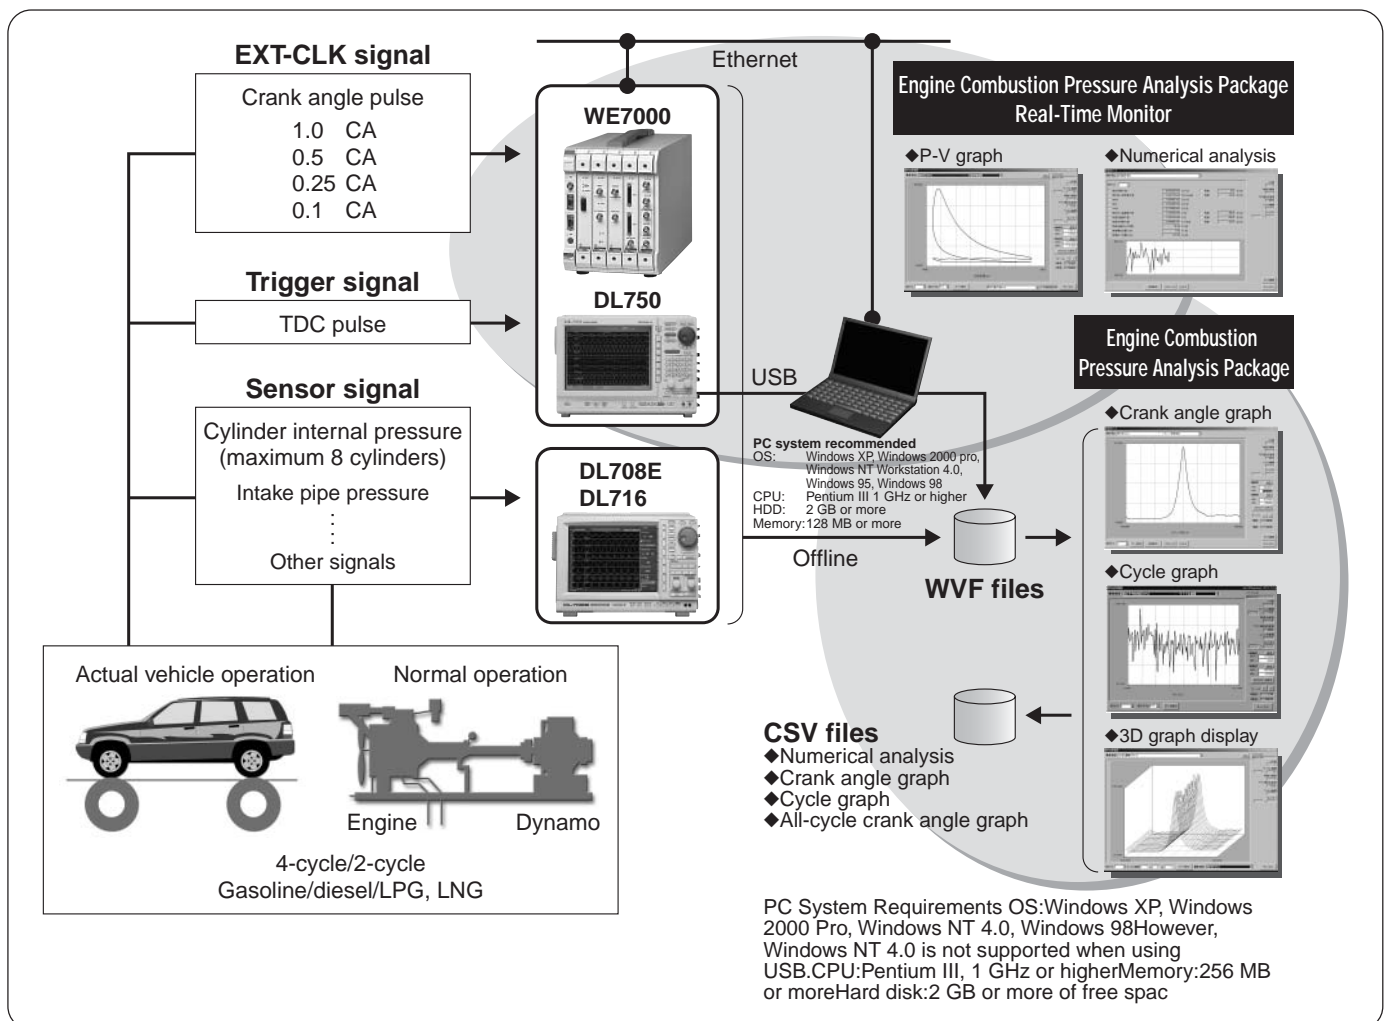 EXT-CLK signal
Crank angle pulse
1.0 CA
0.5 CA
0.25 CA
0.1 CA
Trigger signal
TDC pulse
Sensor signal
Cylinder internal pressure
(maximum 8 cylinders)
Intake pipe pressure
Other signals
Actual vehicle operation
Normal operation
Engine
Dynamo
4-cycle/2-cycle
Gasoline/diesel/LPG, LNG
Ethernet
WE7000
DL750
DL708E
DL716
USB
PC system recommended
OS: Windows XP, Windows 2000 pro,
Windows NT Workstation 4.0,
Windows 95, Windows 98
CPU: Pentium III 1 GHz or higher
HDD: 2 GB or more
Memory:128 MB or more
Offline
WVF files
Engine Combustion Pressure Analysis Package
Real-Time Monitor
◆P-V graph
◆Numerical analysis
Engine Combustion
Pressure Analysis Package
◆Crank angle graph
◆Cycle graph
◆3D graph display
CSV files
◆Numerical analysis
◆Crank angle graph
◆Cycle graph
◆All-cycle crank angle graph
PC System Requirements OS:Windows XP, Windows
2000 Pro, Windows NT 4.0, Windows 98However,
Windows NT 4.0 is not supported when using
USB.CPU:Pentium III, 1 GHz or higherMemory:256 MB
or moreHard disk:2 GB or more of free spac